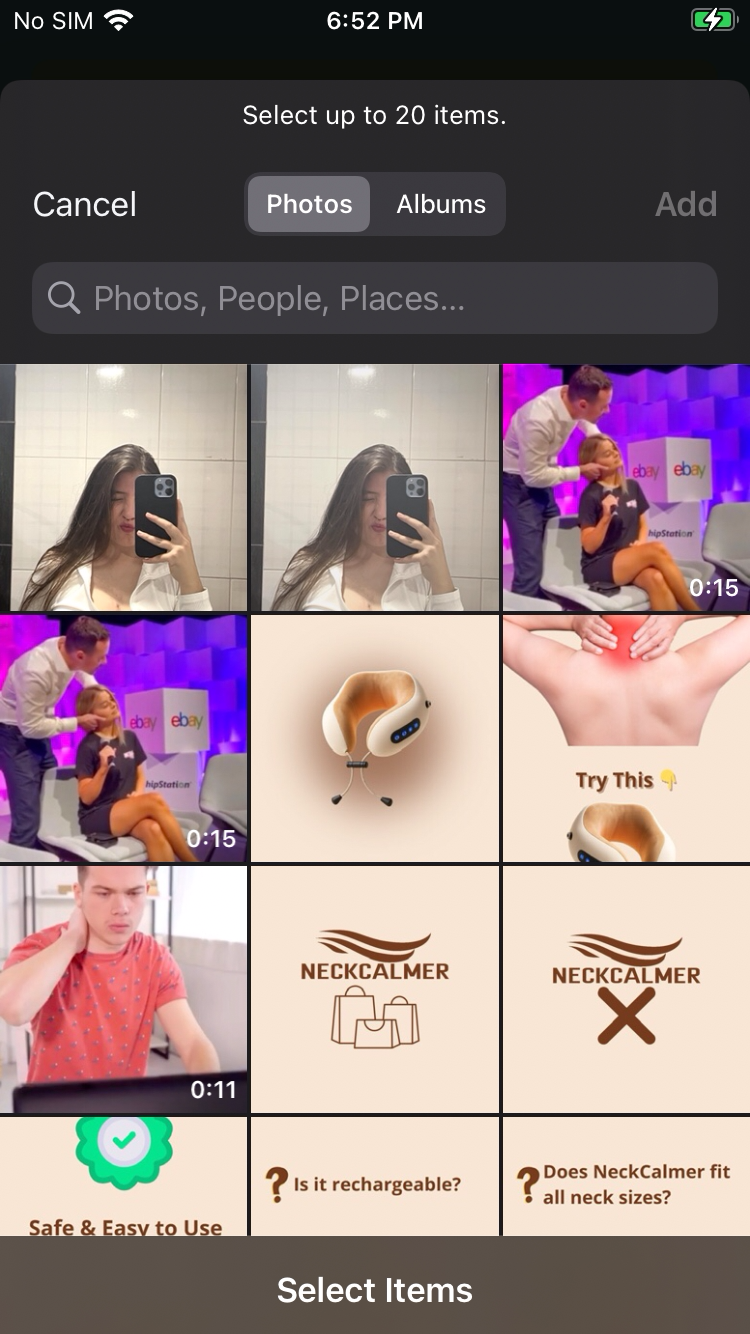 No SIM
6:52 PM
Select up to 20 items.
Cancel
Photos
Albums
Add
Photos, People, Places...
ebay
ebay
hipStation
0:15
ebay
ebay
hipStation
0:15
Try This 👇
0:11
NECKCALMER
NECKCALMER
Safe & Easy to Use
Is it rechargeable?
Does NeckCalmer fit
all neck sizes?
Select Items